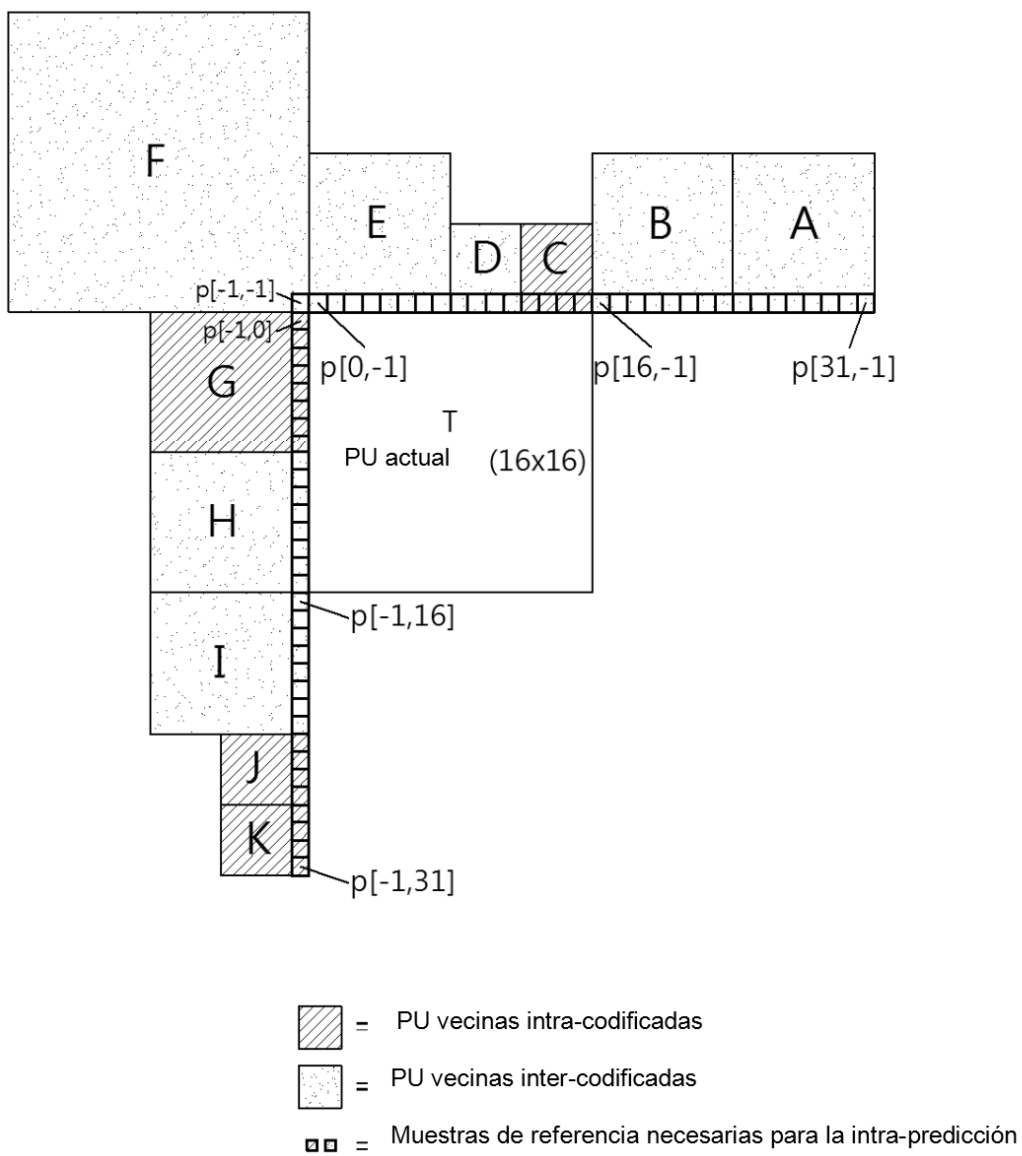 F
E
B
A
D
C
p[-1,-1]
p[-1,0]
p[0,-1]
p[16,-1]
p[31,-1]
G
T
PU actual (16x16)
H
p[-1,16]
I
J
K
p[-1,31]
= PU vecinas intra-codificadas
= PU vecinas inter-codificadas
= Muestras de referencia necesarias para la intra-predicción